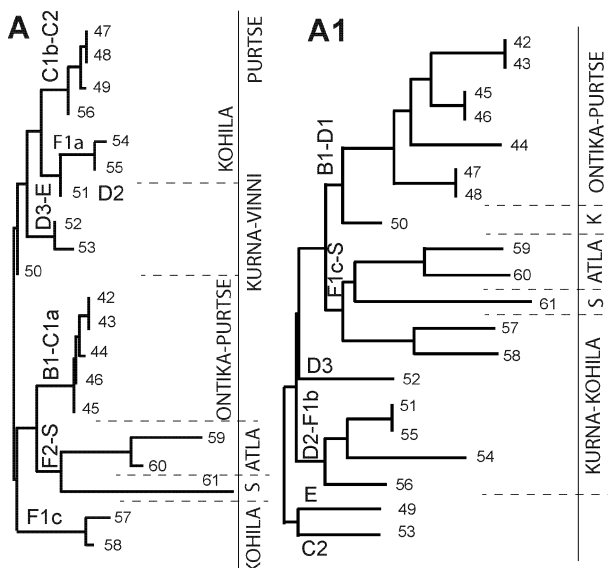 A
C1b-C2
47
48
49
56
F1a
54
55
51
D2
D3-E
52
53
50
42
43
B1-C1a
44
46
45
F2-S
59
60
61
F1c
57
58
PURTSE
KOHILA
KURNA-VINNI
ONTIKA-PURTSE
ATLA
S
KOHILA
A1
42
43
45
46
44
B1-D1
47
48
50
F1c-S
59
60
61
57
58
D3
52
D2-F1b
51
55
54
56
E
49
53
C2
ONTIKA-PURTSE
K
ATLA
S
KURNA-KOHILA